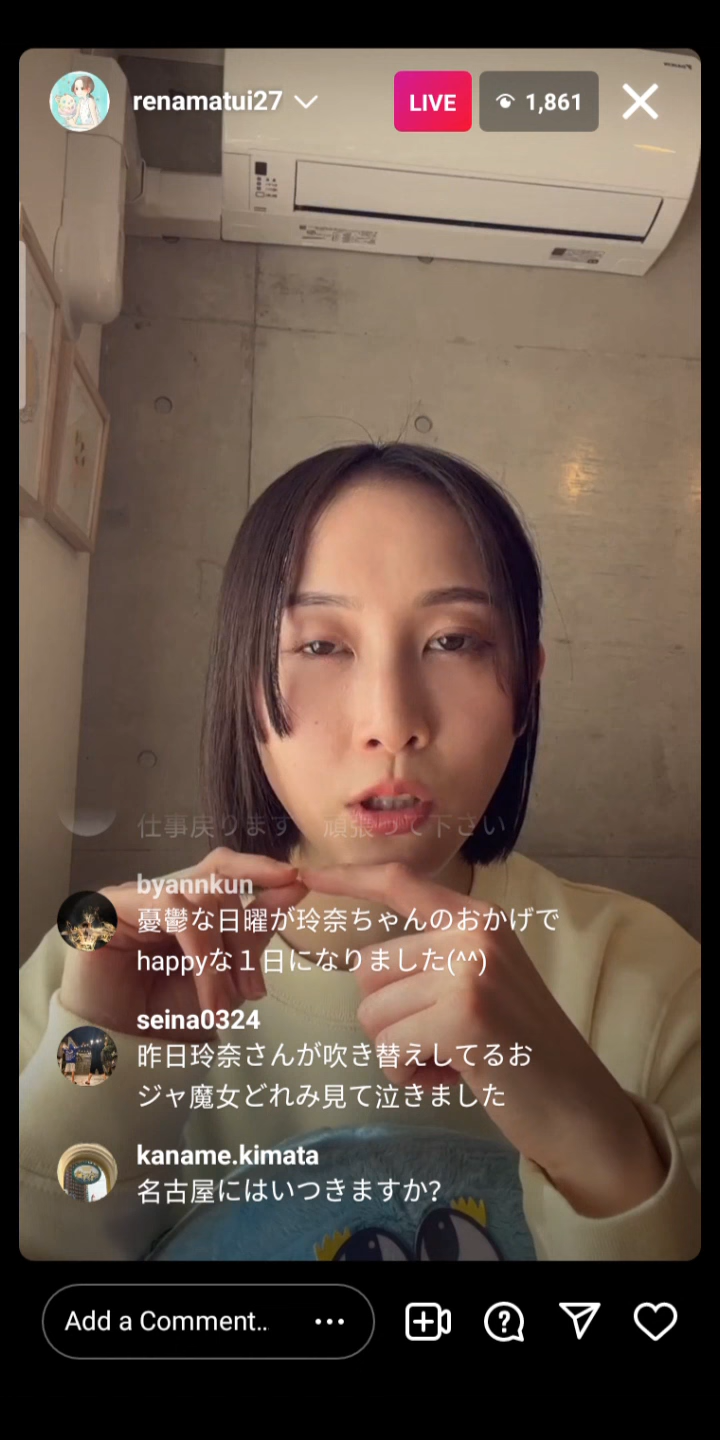 renamatui27
LIVE
1,861
仕事戻ります 頑張って下さい
byannkun
憂鬱な日曜が玲奈ちゃんのおかげで
happyな１日になりました(^^)
seina0324
昨日玲奈さんが吹き替えしてるお
ジャ魔女どれみ見て泣きました
kaname.kimata
名古屋にはいつきますか？
Add a Comment..